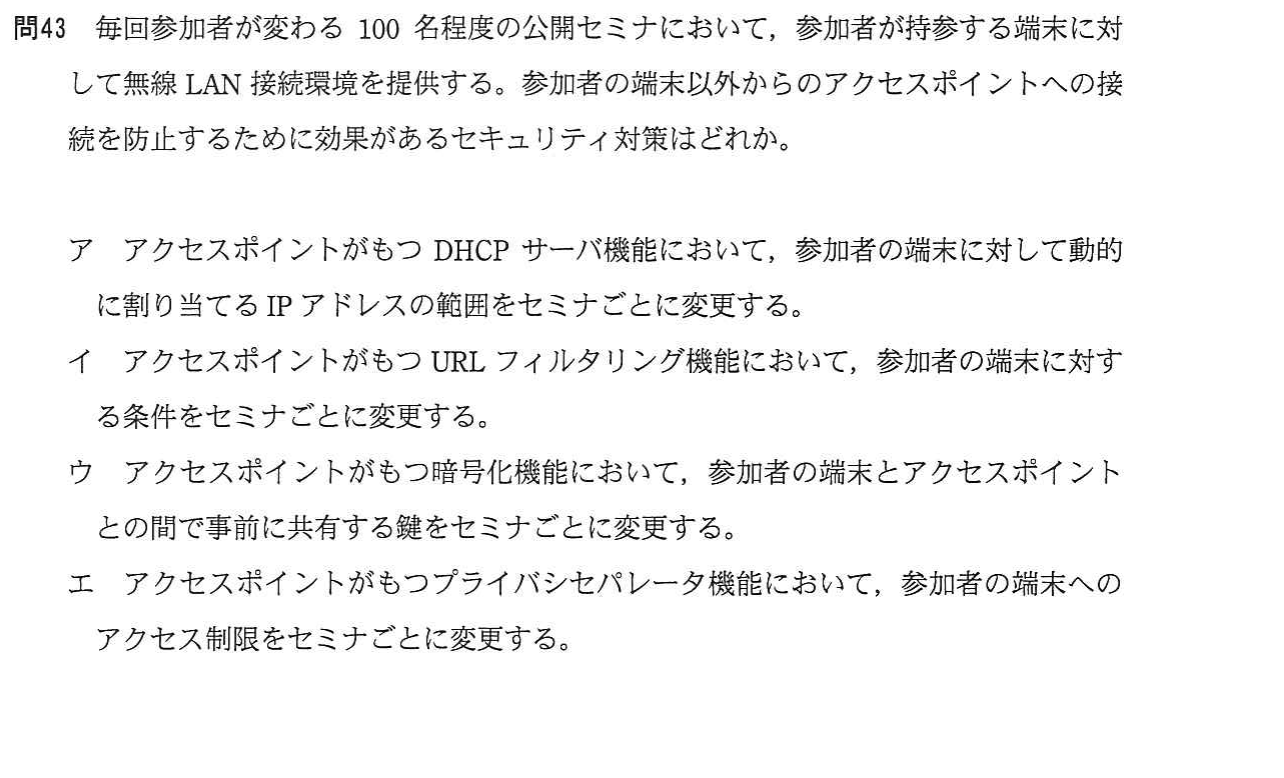 問43 毎回参加者が変わる 100 名程度の公開セミナにおいて，参加者が持参する端末に対
して無線 LAN 接続環境を提供する。参加者の端末以外からのアクセスポイントへの接
続を防止するために効果があるセキュリティ対策はどれか。
ア アクセスポイントがもつ DHCP サーバ機能において，参加者の端末に対して動的
に割り当てる IP アドレスの範囲をセミナごとに変更する。
イ アクセスポイントがもつ URL フィルタリング機能において，参加者の端末に対す
る条件をセミナごとに変更する。
ウ アクセスポイントがもつ暗号化機能において，参加者の端末とアクセスポイント
との間で事前に共有する鍵をセミナごとに変更する。
エ アクセスポイントがもつプライバシセパレータ機能において，参加者の端末への
アクセス制限をセミナごとに変更する。